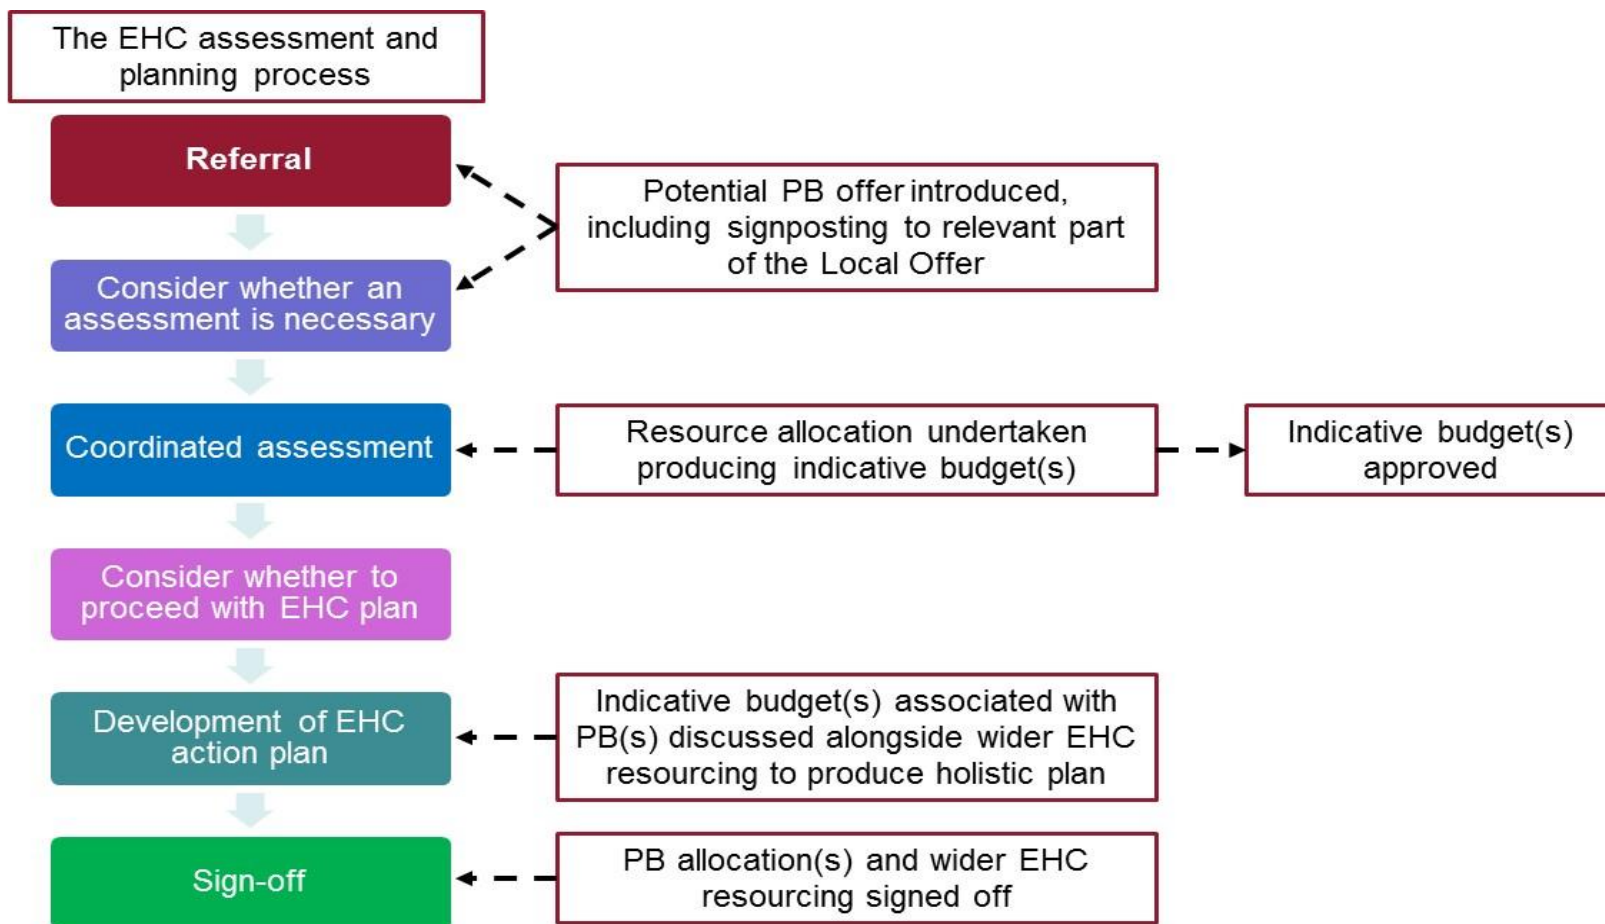 The EHC assessment and
planning process
Referral
Potential PB offer introduced,
including signposting to relevant part
of the Local Offer
Consider whether an
assessment is necessary
Coordinated assessment
Resource allocation undertaken
producing indicative budget(s)
Indicative budget(s)
approved
Consider whether to
proceed with EHC plan
Development of EHC
action plan
Indicative budget(s) associated with
PB(s) discussed alongside wider EHC
resourcing to produce holistic plan
Sign-off
PB allocation(s) and wider EHC
resourcing signed off